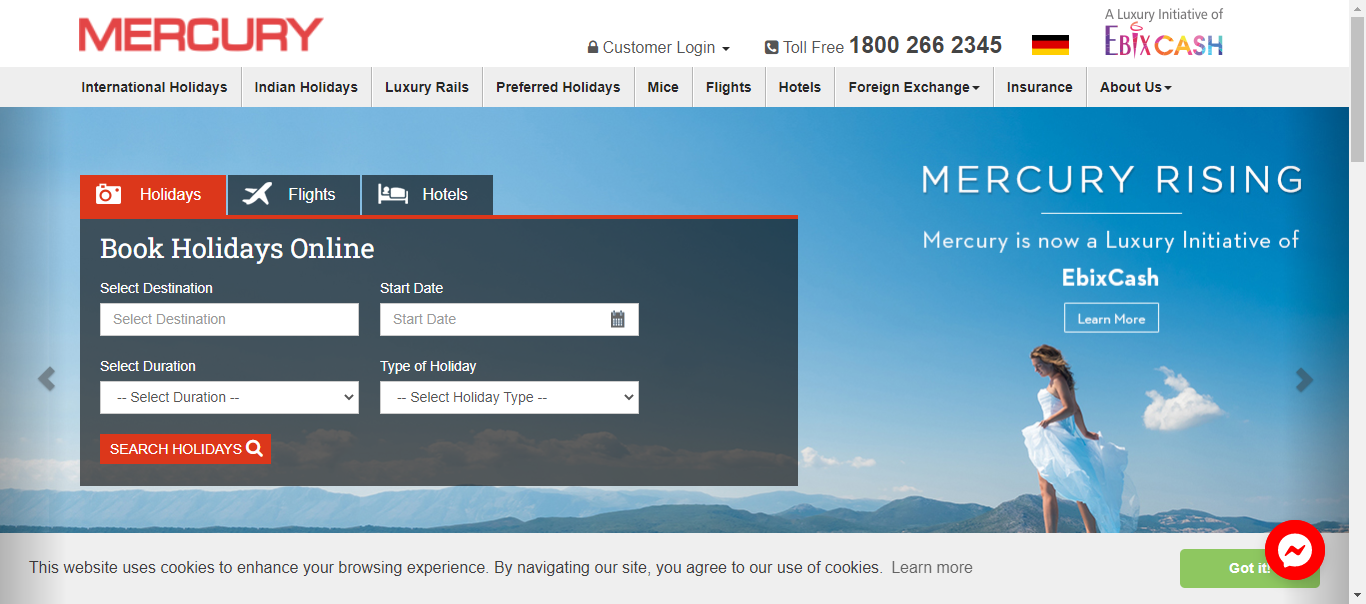 MERCURY
Customer Login
Toll Free 1800 266 2345
A Luxury Initiative of
EBIXCASH
International Holidays
Indian Holidays
Luxury Rails
Preferred Holidays
Mice
Flights
Hotels
Foreign Exchange
Insurance
About Us
Holidays
Flights
Hotels
Book Holidays Online
Select Destination
Start Date
Select Destination
Start Date
Select Duration
Type of Holiday
-- Select Duration --
-- Select Holiday Type --
SEARCH HOLIDAYS
MERCURY RISING
Mercury is now a Luxury Initiative of
EbixCash
Learn More
This website uses cookies to enhance your browsing experience. By navigating our site, you agree to our use of cookies. Learn more
Got it!